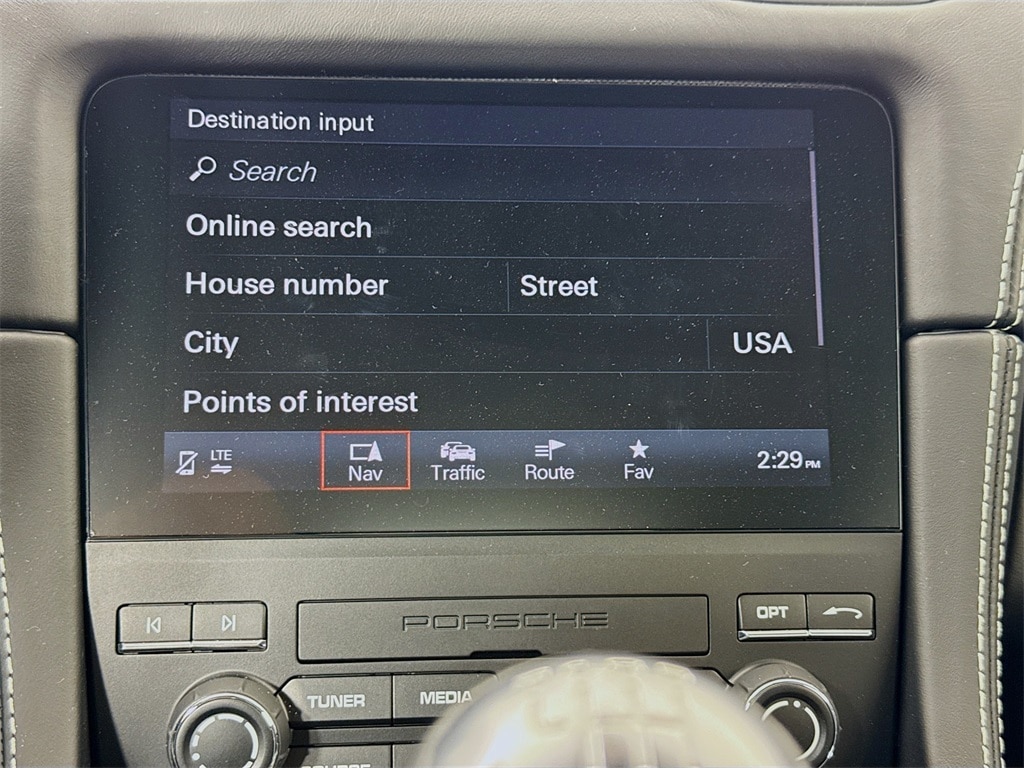 Destination input
Search
Online search
House number Street
City USA
Points of interest
LTE
Nav Traffic Route Fav 2:29 PM
PORSCHE
OPT
TUNER MEDIA